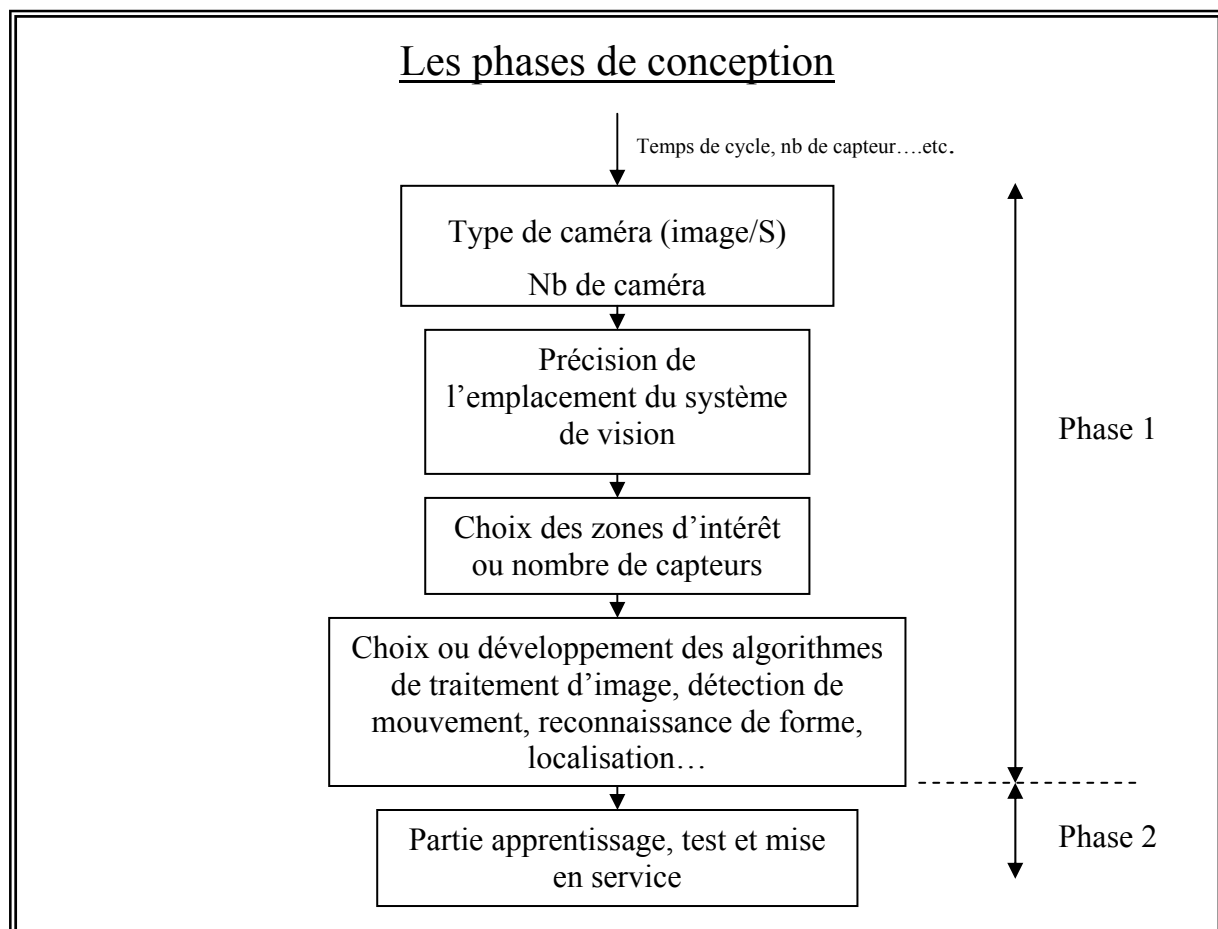 Les phases de conception
Temps de cycle, nb de capteur….etc.
Type de caméra (image/S)
Nb de caméra
Précision de
l’emplacement du système
de vision
Phase 1
Choix des zones d’intérêt
ou nombre de capteurs
Choix ou développement des algorithmes
de traitement d’image, détection de
mouvement, reconnaissance de forme,
localisation…
Partie apprentissage, test et mise
en service
Phase 2